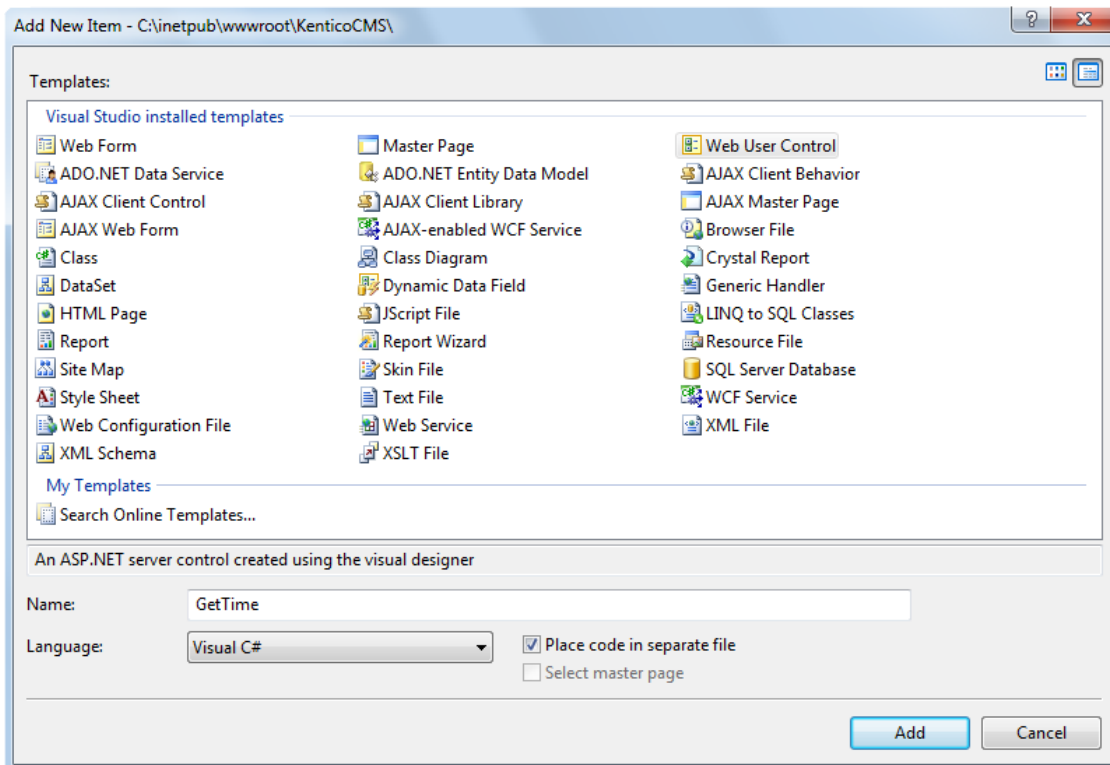 Add New Item - C:\inetpub\wwwroot\KenticoCMS\
Templates:
Visual Studio installed templates
Web Form Master Page Web User Control
ADO.NET Data Service ADO.NET Entity Data Model AJAX Client Behavior
AJAX Client Control AJAX Client Library AJAX Master Page
AJAX Web Form AJAX-enabled WCF Service Browser File
Class Class Diagram Crystal Report
DataSet Dynamic Data Field Generic Handler
HTML Page JScript File LINQ to SQL Classes
Report Report Wizard Resource File
Site Map Skin File SQL Server Database
Style Sheet Text File WCF Service
Web Configuration File Web Service XML File
XML Schema XSLT File
My Templates
Search Online Templates...
An ASP.NET server control created using the visual designer
Name: GetTime
Language: Visual C# Place code in separate file
Select master page
Add Cancel